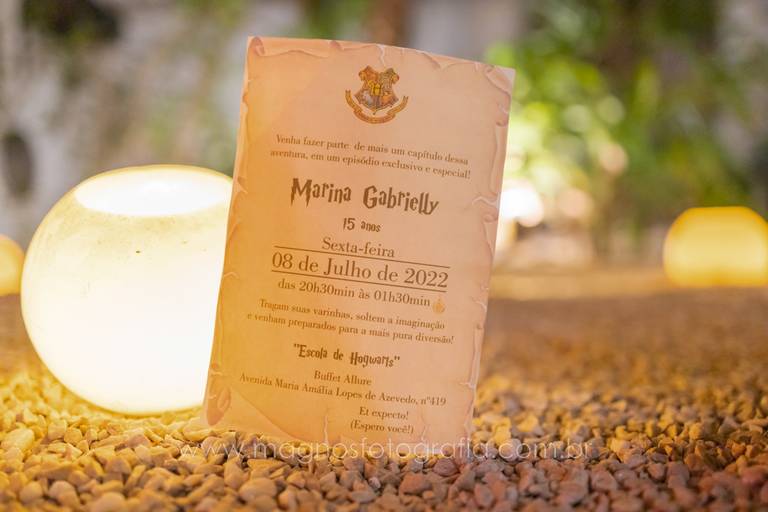 Venha fazer parte de mais um capítulo dessa
aventura, em um episódio exclusivo e especial!
Marina Gabrielly
15 anos
Sexta-feira
08 de Julho de 2022
das 20h30min às 01h30min
Tragam suas varinhas, soltem a imaginação
e venham preparados para a mais pura diversão!
"Escola de Hogwarts"
Buffet Allure
Avenida Maria Amália Lopes de Azevedo, nº419
Et expecto!
(Espero você!)
www.magnosfotografia.com.br